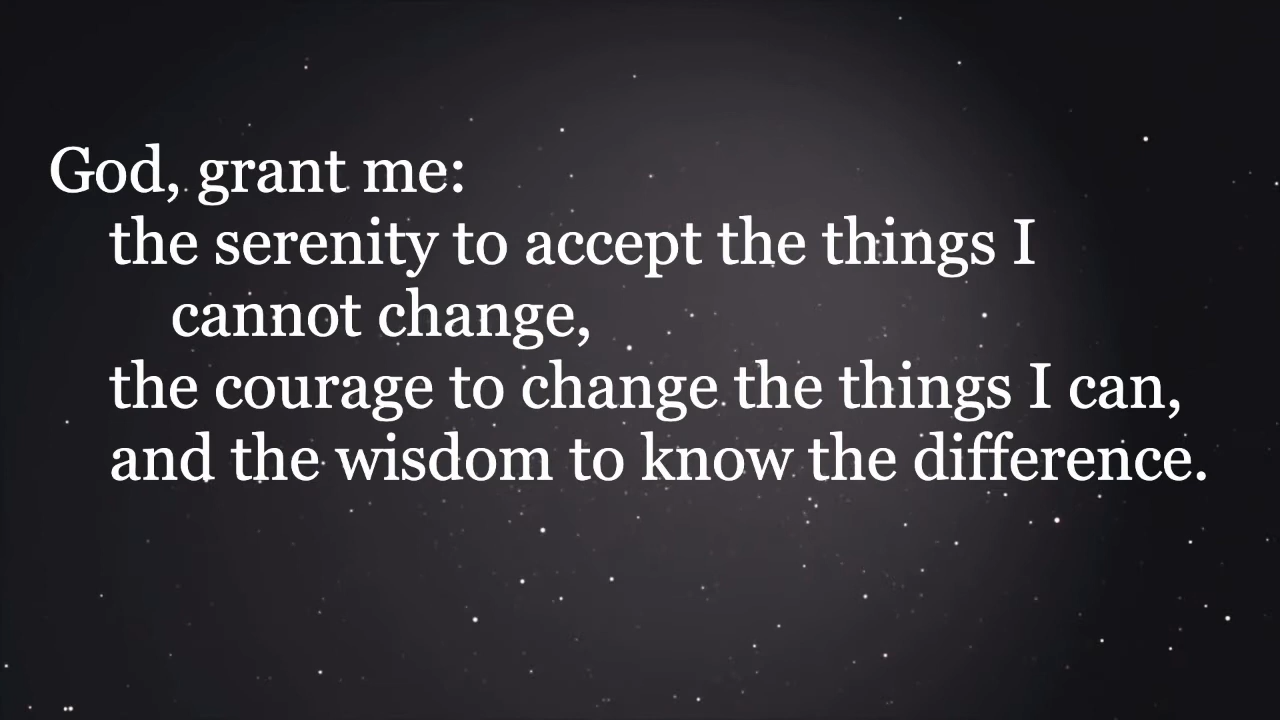 God, grant me:
the serenity to accept the things I
cannot change,
the courage to change the things I can,
and the wisdom to know the difference.